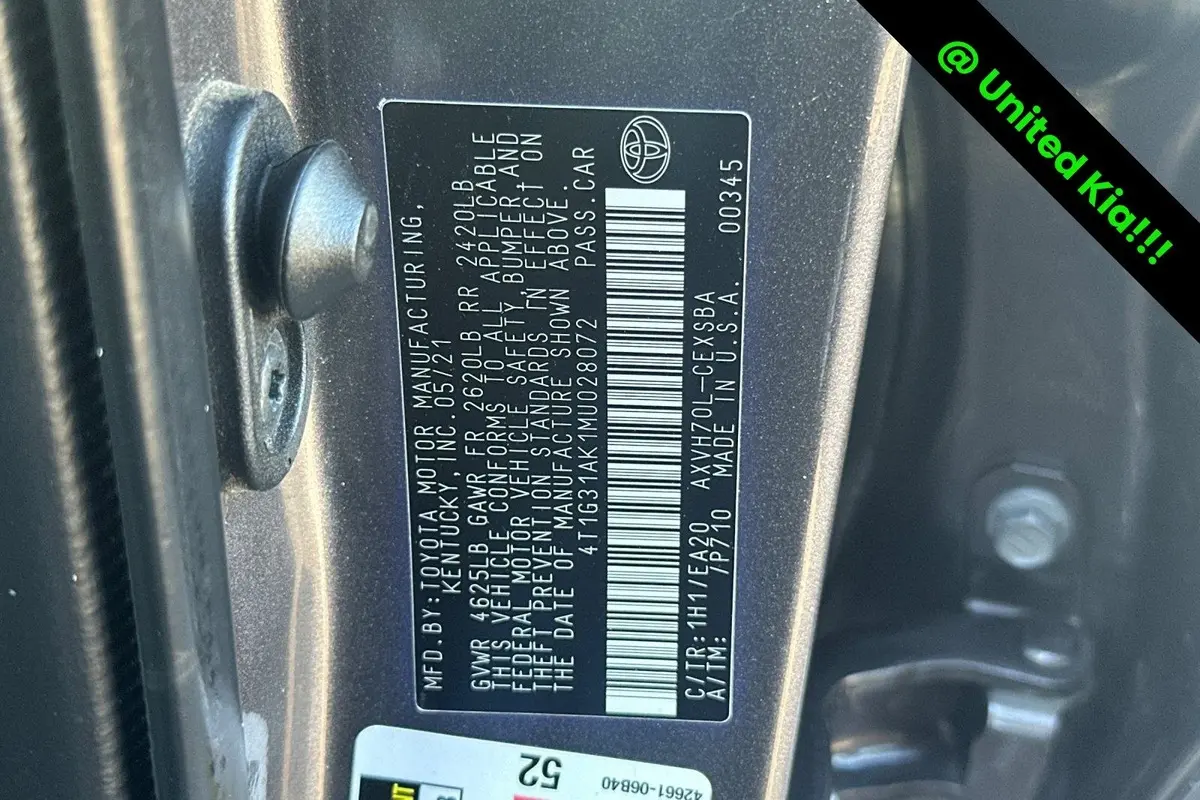 MFD.BY:TOYOTA MOTOR MANUFACTURING,
KENTUCKY, INC.05/21
GVWR 4625LB GAWR FR 2620LB RR 2420LB
THIS VEHICLE CONFORMS TO ALL APPLICABLE
FEDERAL MOTOR VEHICLE SAFETY, BUMPER, AND
THEFT PREVENTION STANDARDS IN EFFECT ON
THE DATE OF MANUFACTURE SHOWN ABOVE.
4T1G31AK1MU028072 PASS.CAR
C/TR:1H1/EA20 AXVH70L-CEXSBA
A/TM: /P710 MADE IN U.S.A. 00345
@ United Kia!!!
52
42661-06B40